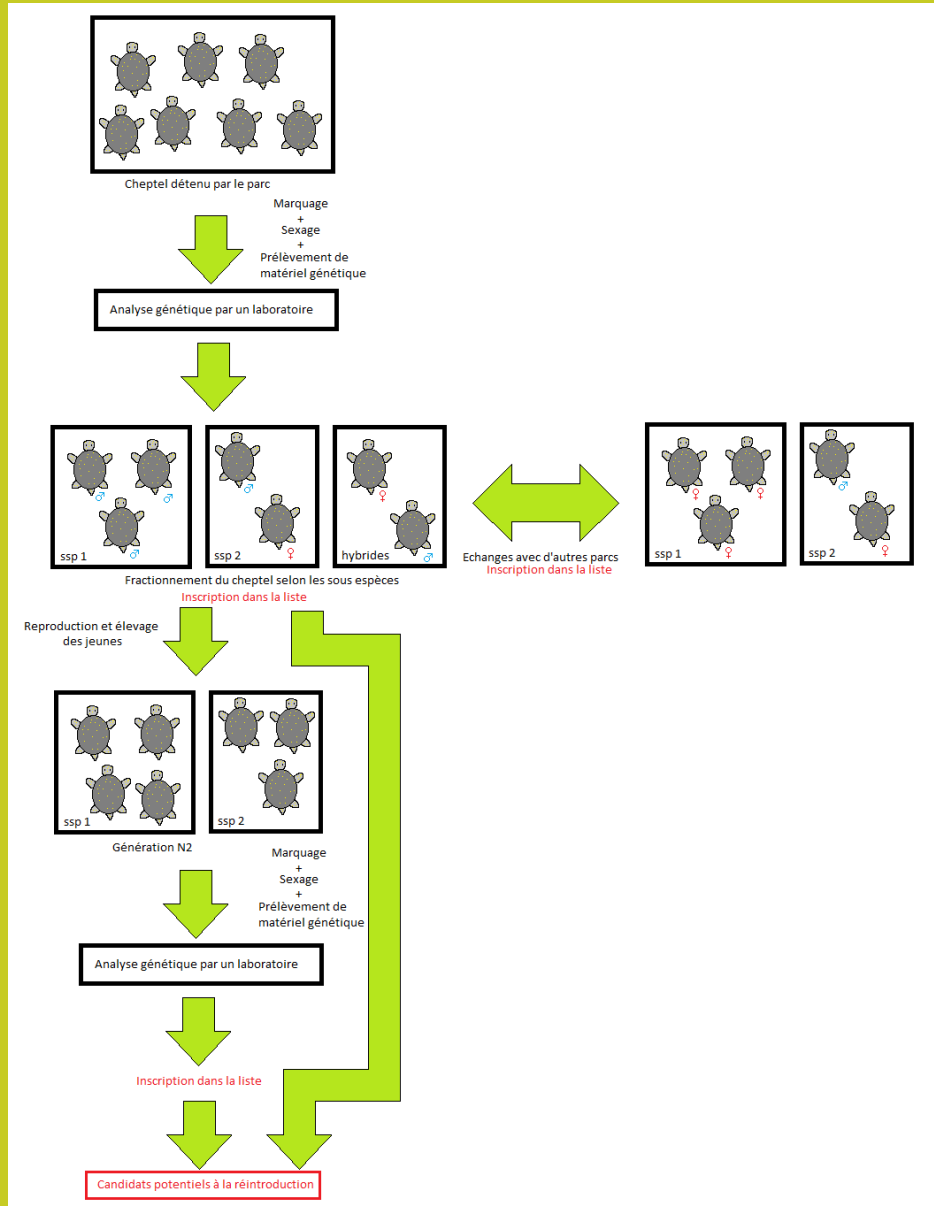 Cheptel détenu par le parc
Marquage
+
Sexage
+
Prélèvement de
matériel génétique
Analyse génétique par un laboratoire
ssp 1
♂
♂
♂
ssp 2
♂
♀
hybrides
♀
♂
Echanges avec d'autres parcs
Inscription dans la liste
ssp 1
♀
♀
♀
ssp 2
♂
♀
Fractionnement du cheptel selon les sous espèces
Inscription dans la liste
Reproduction et élevage
des jeunes
ssp 1
ssp 2
Génération N2
Marquage
+
Sexage
+
Prélèvement de
matériel génétique
Analyse génétique par un laboratoire
Inscription dans la liste
Candidats potentiels à la réintroduction